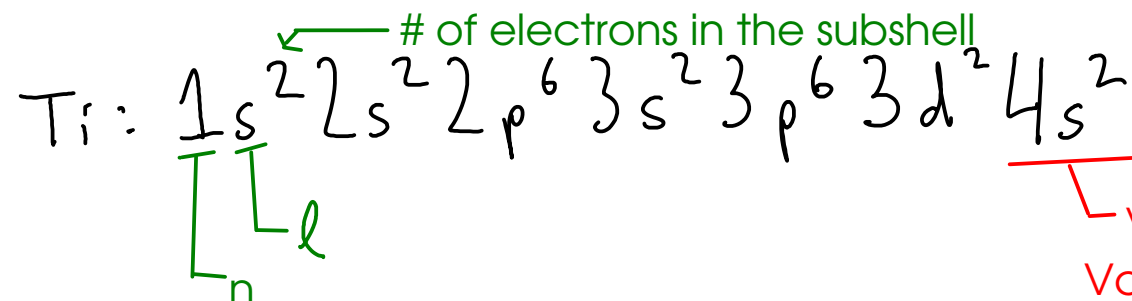 # of electrons in the subshell
Ti: 1s²2s²2p⁶3s²3p⁶3d²4s²
l
n